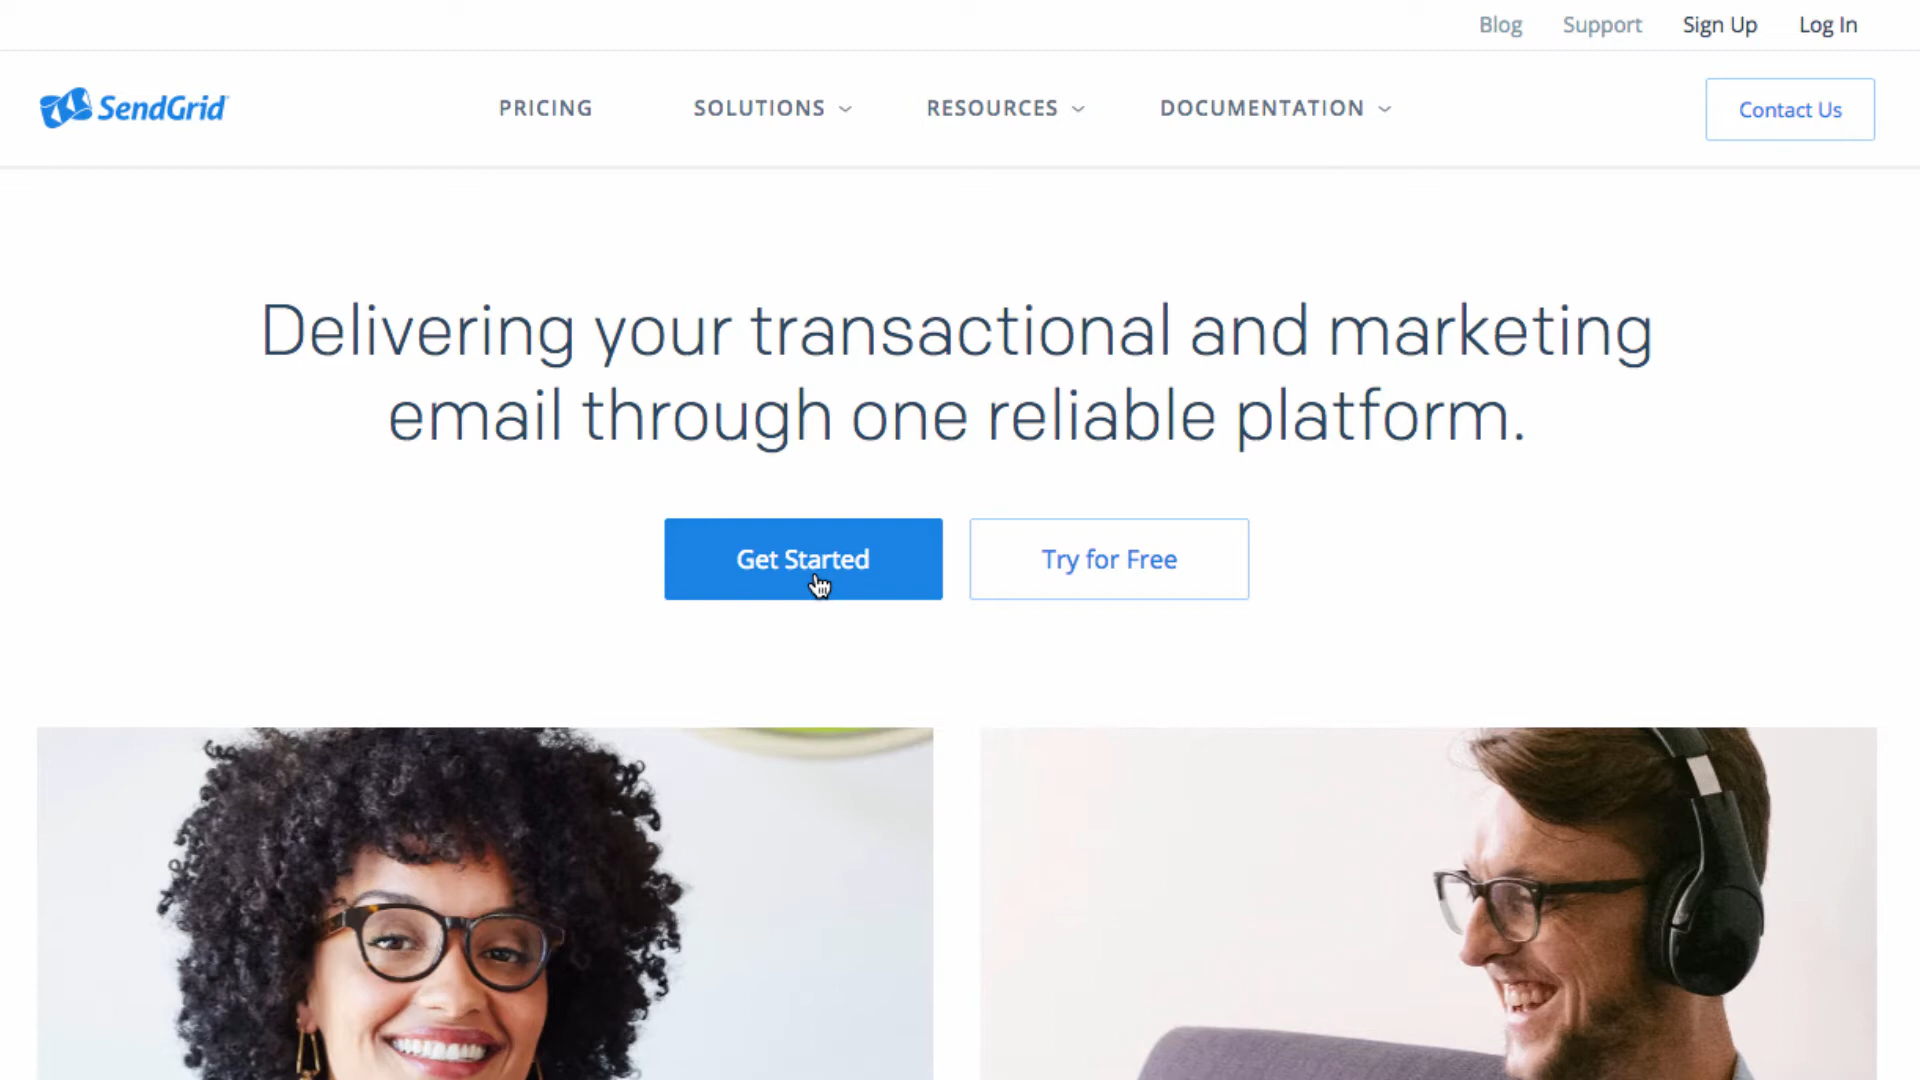 Blog Support Sign Up Log In
SendGrid PRICING SOLUTIONS RESOURCES DOCUMENTATION Contact Us
Delivering your transactional and marketing
email through one reliable platform.
Get Started Try for Free